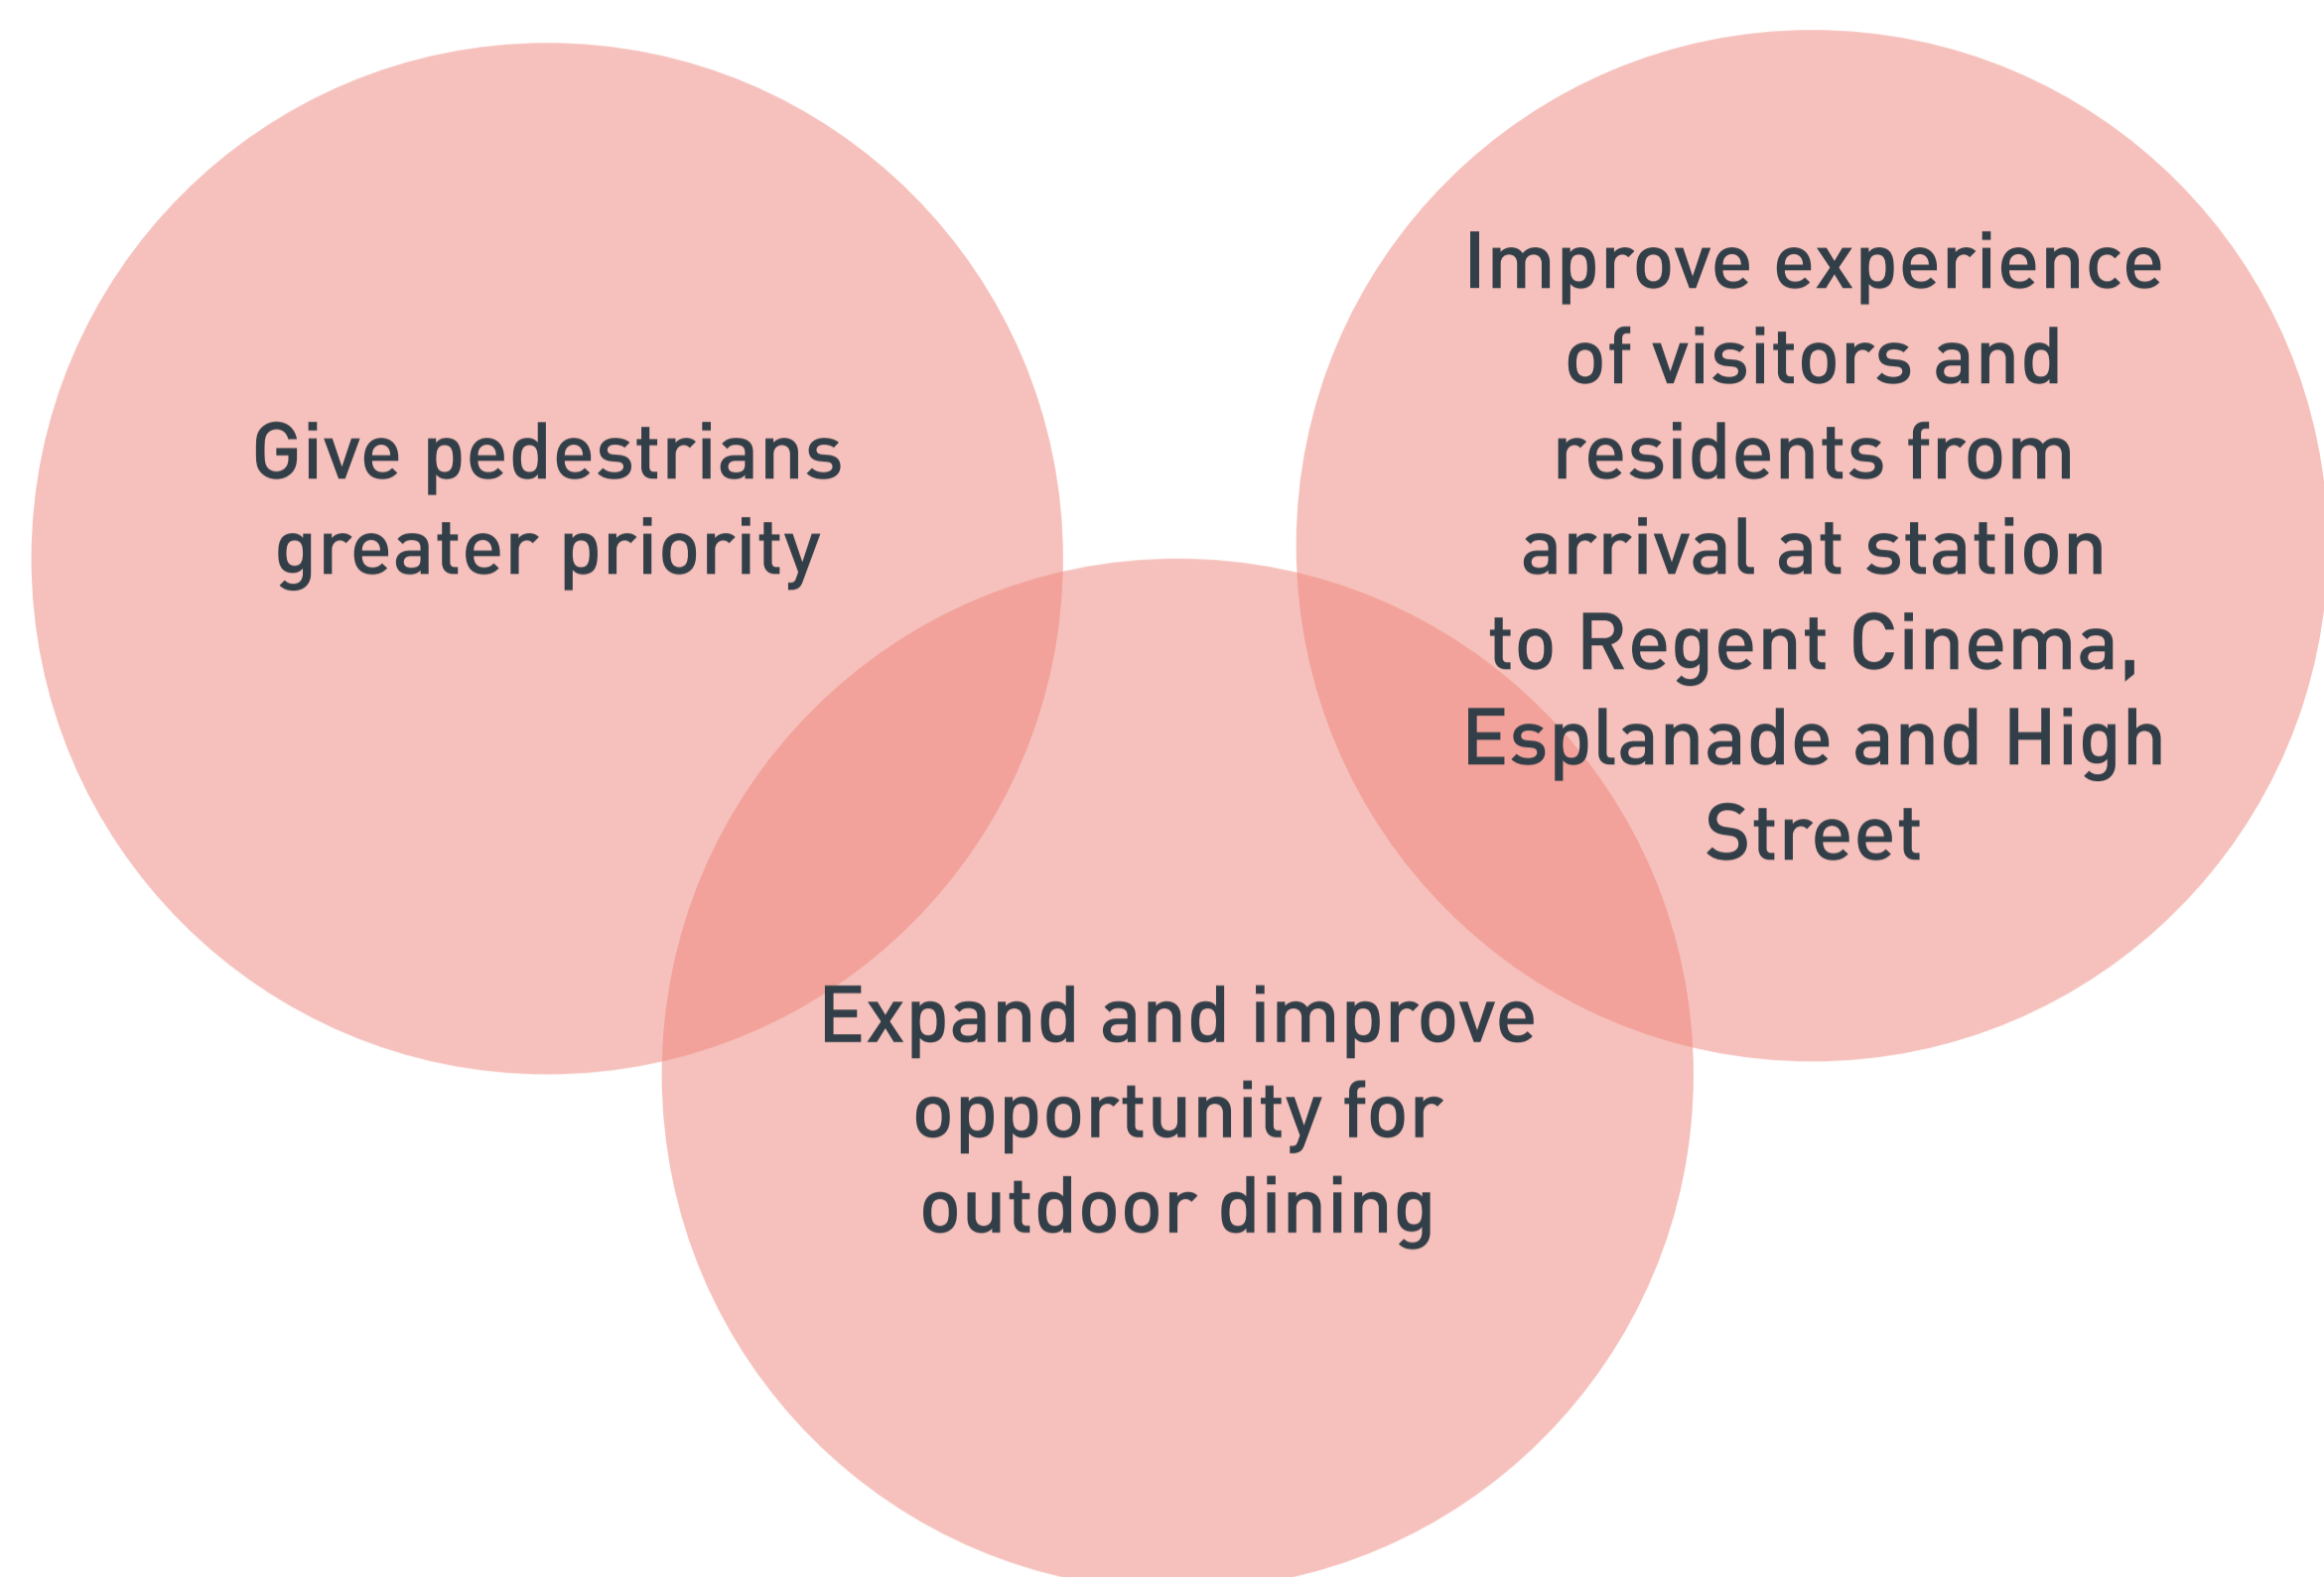 Give pedestrians
greater priority
Improve experience
of visitors and
residents from
arrival at station
to Regent Cinema,
Esplanade and High
Street
Expand and improve
opportunity for
outdoor dining